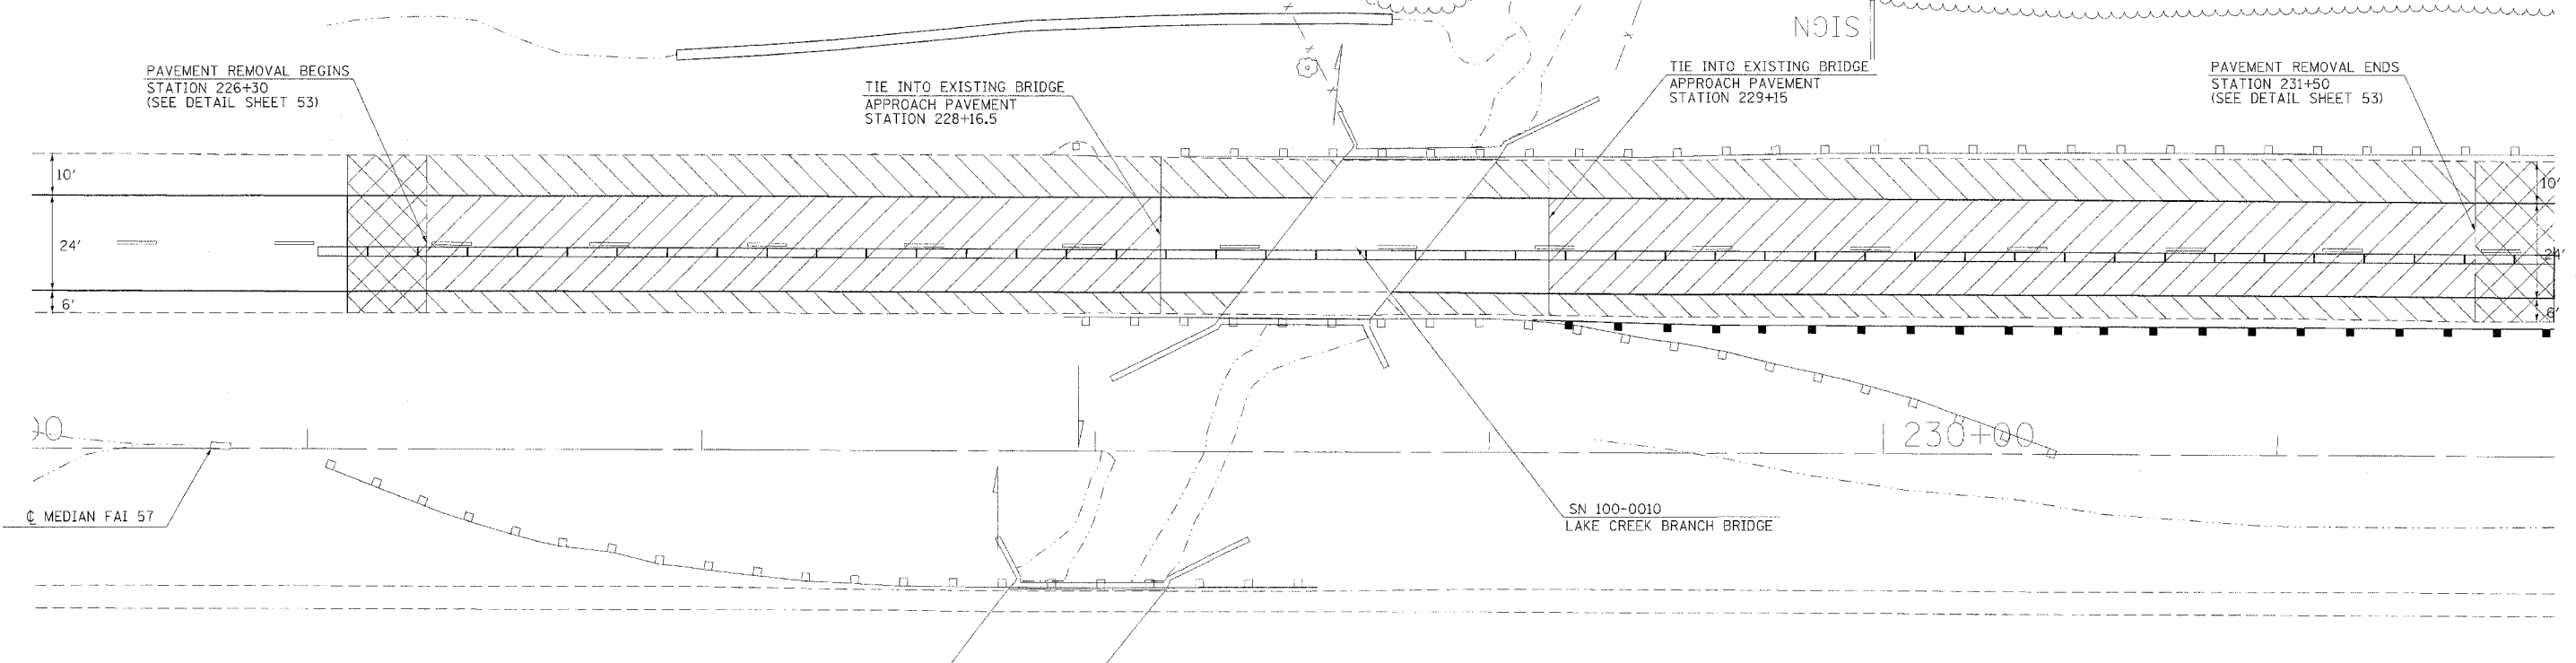 SIGN
PAVEMENT REMOVAL BEGINS
STATION 226+30
(SEE DETAIL SHEET 53)
TIE INTO EXISTING BRIDGE
APPROACH PAVEMENT
STATION 228+16.5
TIE INTO EXISTING BRIDGE
APPROACH PAVEMENT
STATION 229+15
PAVEMENT REMOVAL ENDS
STATION 231+50
(SEE DETAIL SHEET 53)
10'
24'
6'
10'
24'
6'
230+00
℄ MEDIAN FAI 57
SN 100-0010
LAKE CREEK BRANCH BRIDGE